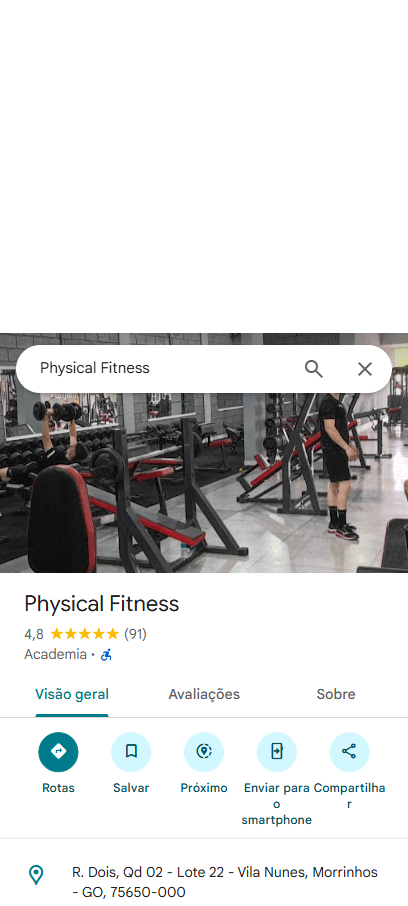 Physical Fitness
Physical Fitness
4,8 (91)
Academia ·
Visão geral Avaliações Sobre
Rotas Salvar Próximo Enviar para o smartphone Compartilhar
R. Dois, Qd 02 - Lote 22 - Vila Nunes, Morrinhos
- GO, 75650-000